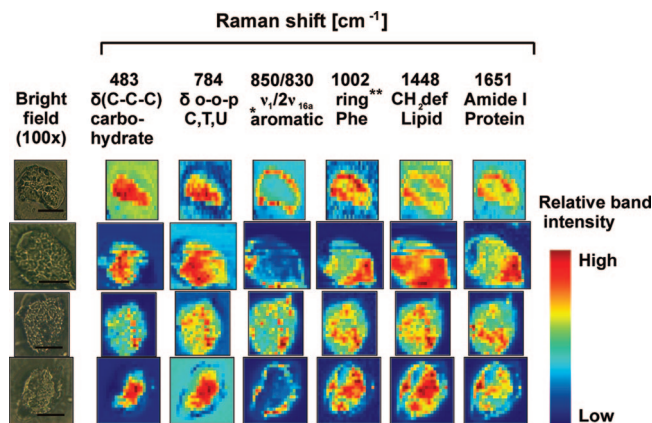 Raman shift [cm⁻¹]
Bright field (100x)
483
δ(C-C-C)
carbo-
hydrate
784
δ o-o-p
C,T,U
850/830
* ν₁/2ν₁₆ₐ
aromatic
1002
ring**
Phe
1448
CH₂def
Lipid
1651
Amide I
Protein
Relative band
intensity
High
Low